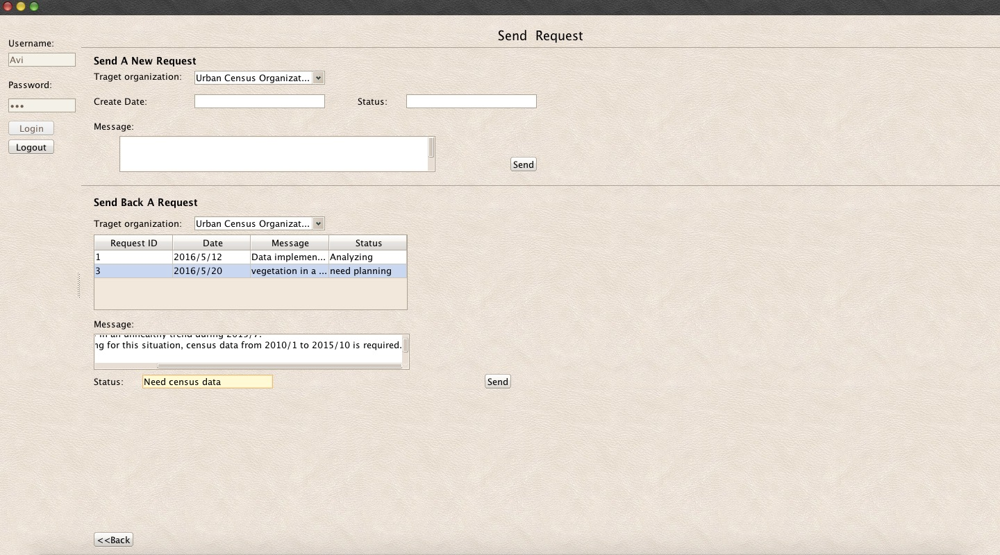 Send Request
Username:
Avi
Password:
Login
Logout
Send A New Request
Traget organization: Urban Census Organizat...
Create Date: Status:
Message:
Send
Send Back A Request
Traget organization: Urban Census Organizat...
Request ID Date Message Status
1 2016/5/12 Data implemen... Analyzing
3 2016/5/20 vegetation in a ... need planning
Message:
in an unhealthy trend during 2015/7.
ng for this situation, census data from 2010/1 to 2015/10 is required.
Status: Need census data Send
<<Back